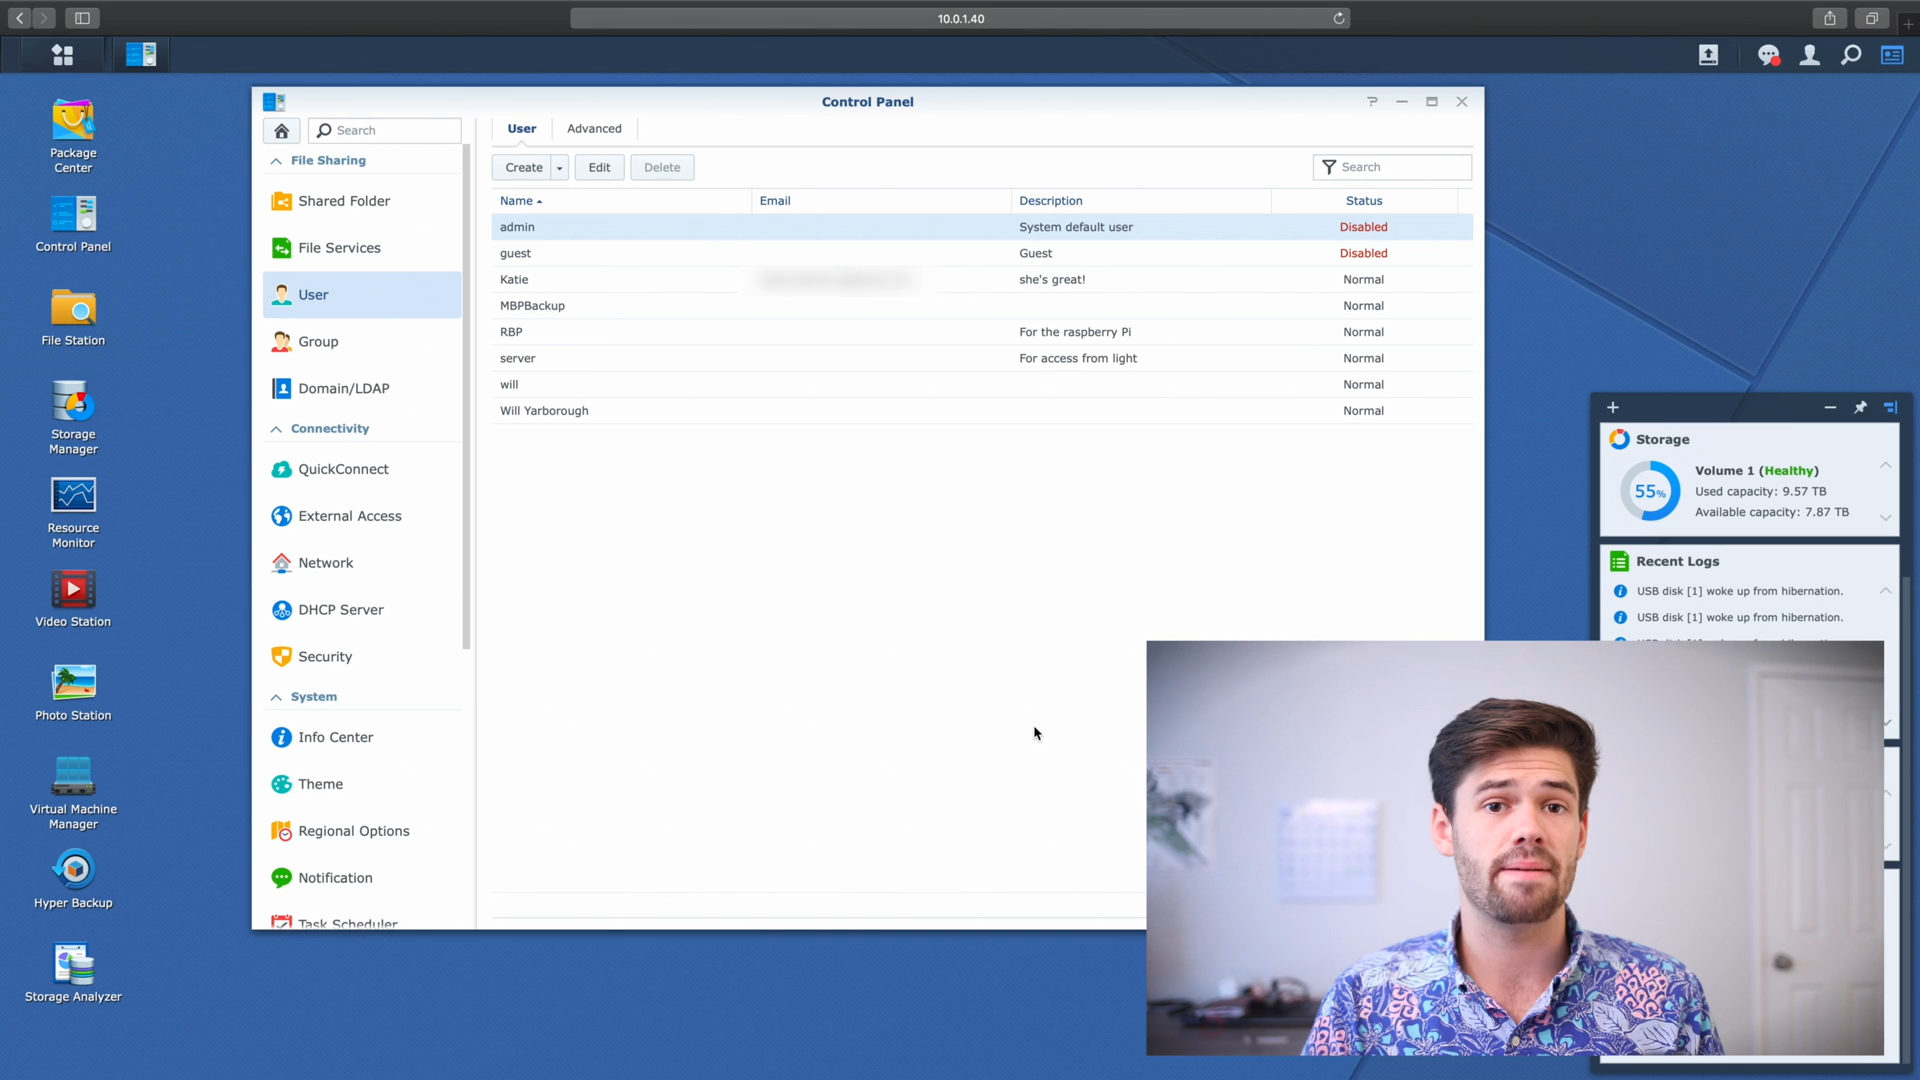 10.0.1.40
Package
Center
Control Panel
File Station
Storage
Manager
Resource
Monitor
Video Station
Photo Station
Virtual Machine
Manager
Hyper Backup
Storage Analyzer
Control Panel
Search
File Sharing
Shared Folder
File Services
User
Group
Domain/LDAP
Connectivity
QuickConnect
External Access
Network
DHCP Server
Security
System
Info Center
Theme
Regional Options
Notification
Task Scheduler
User Advanced
Create Edit Delete Search
Name Email Description Status
admin System default user Disabled
guest Guest Disabled
Katie she's great! Normal
MBPBackup Normal
RBP For the raspberry Pi Normal
server For access from light Normal
will Normal
Will Yarborough Normal
Storage
55%
Volume 1 (Healthy)
Used capacity: 9.57 TB
Available capacity: 7.87 TB
Recent Logs
USB disk [1] woke up from hibernation.
USB disk [1] woke up from hibernation.